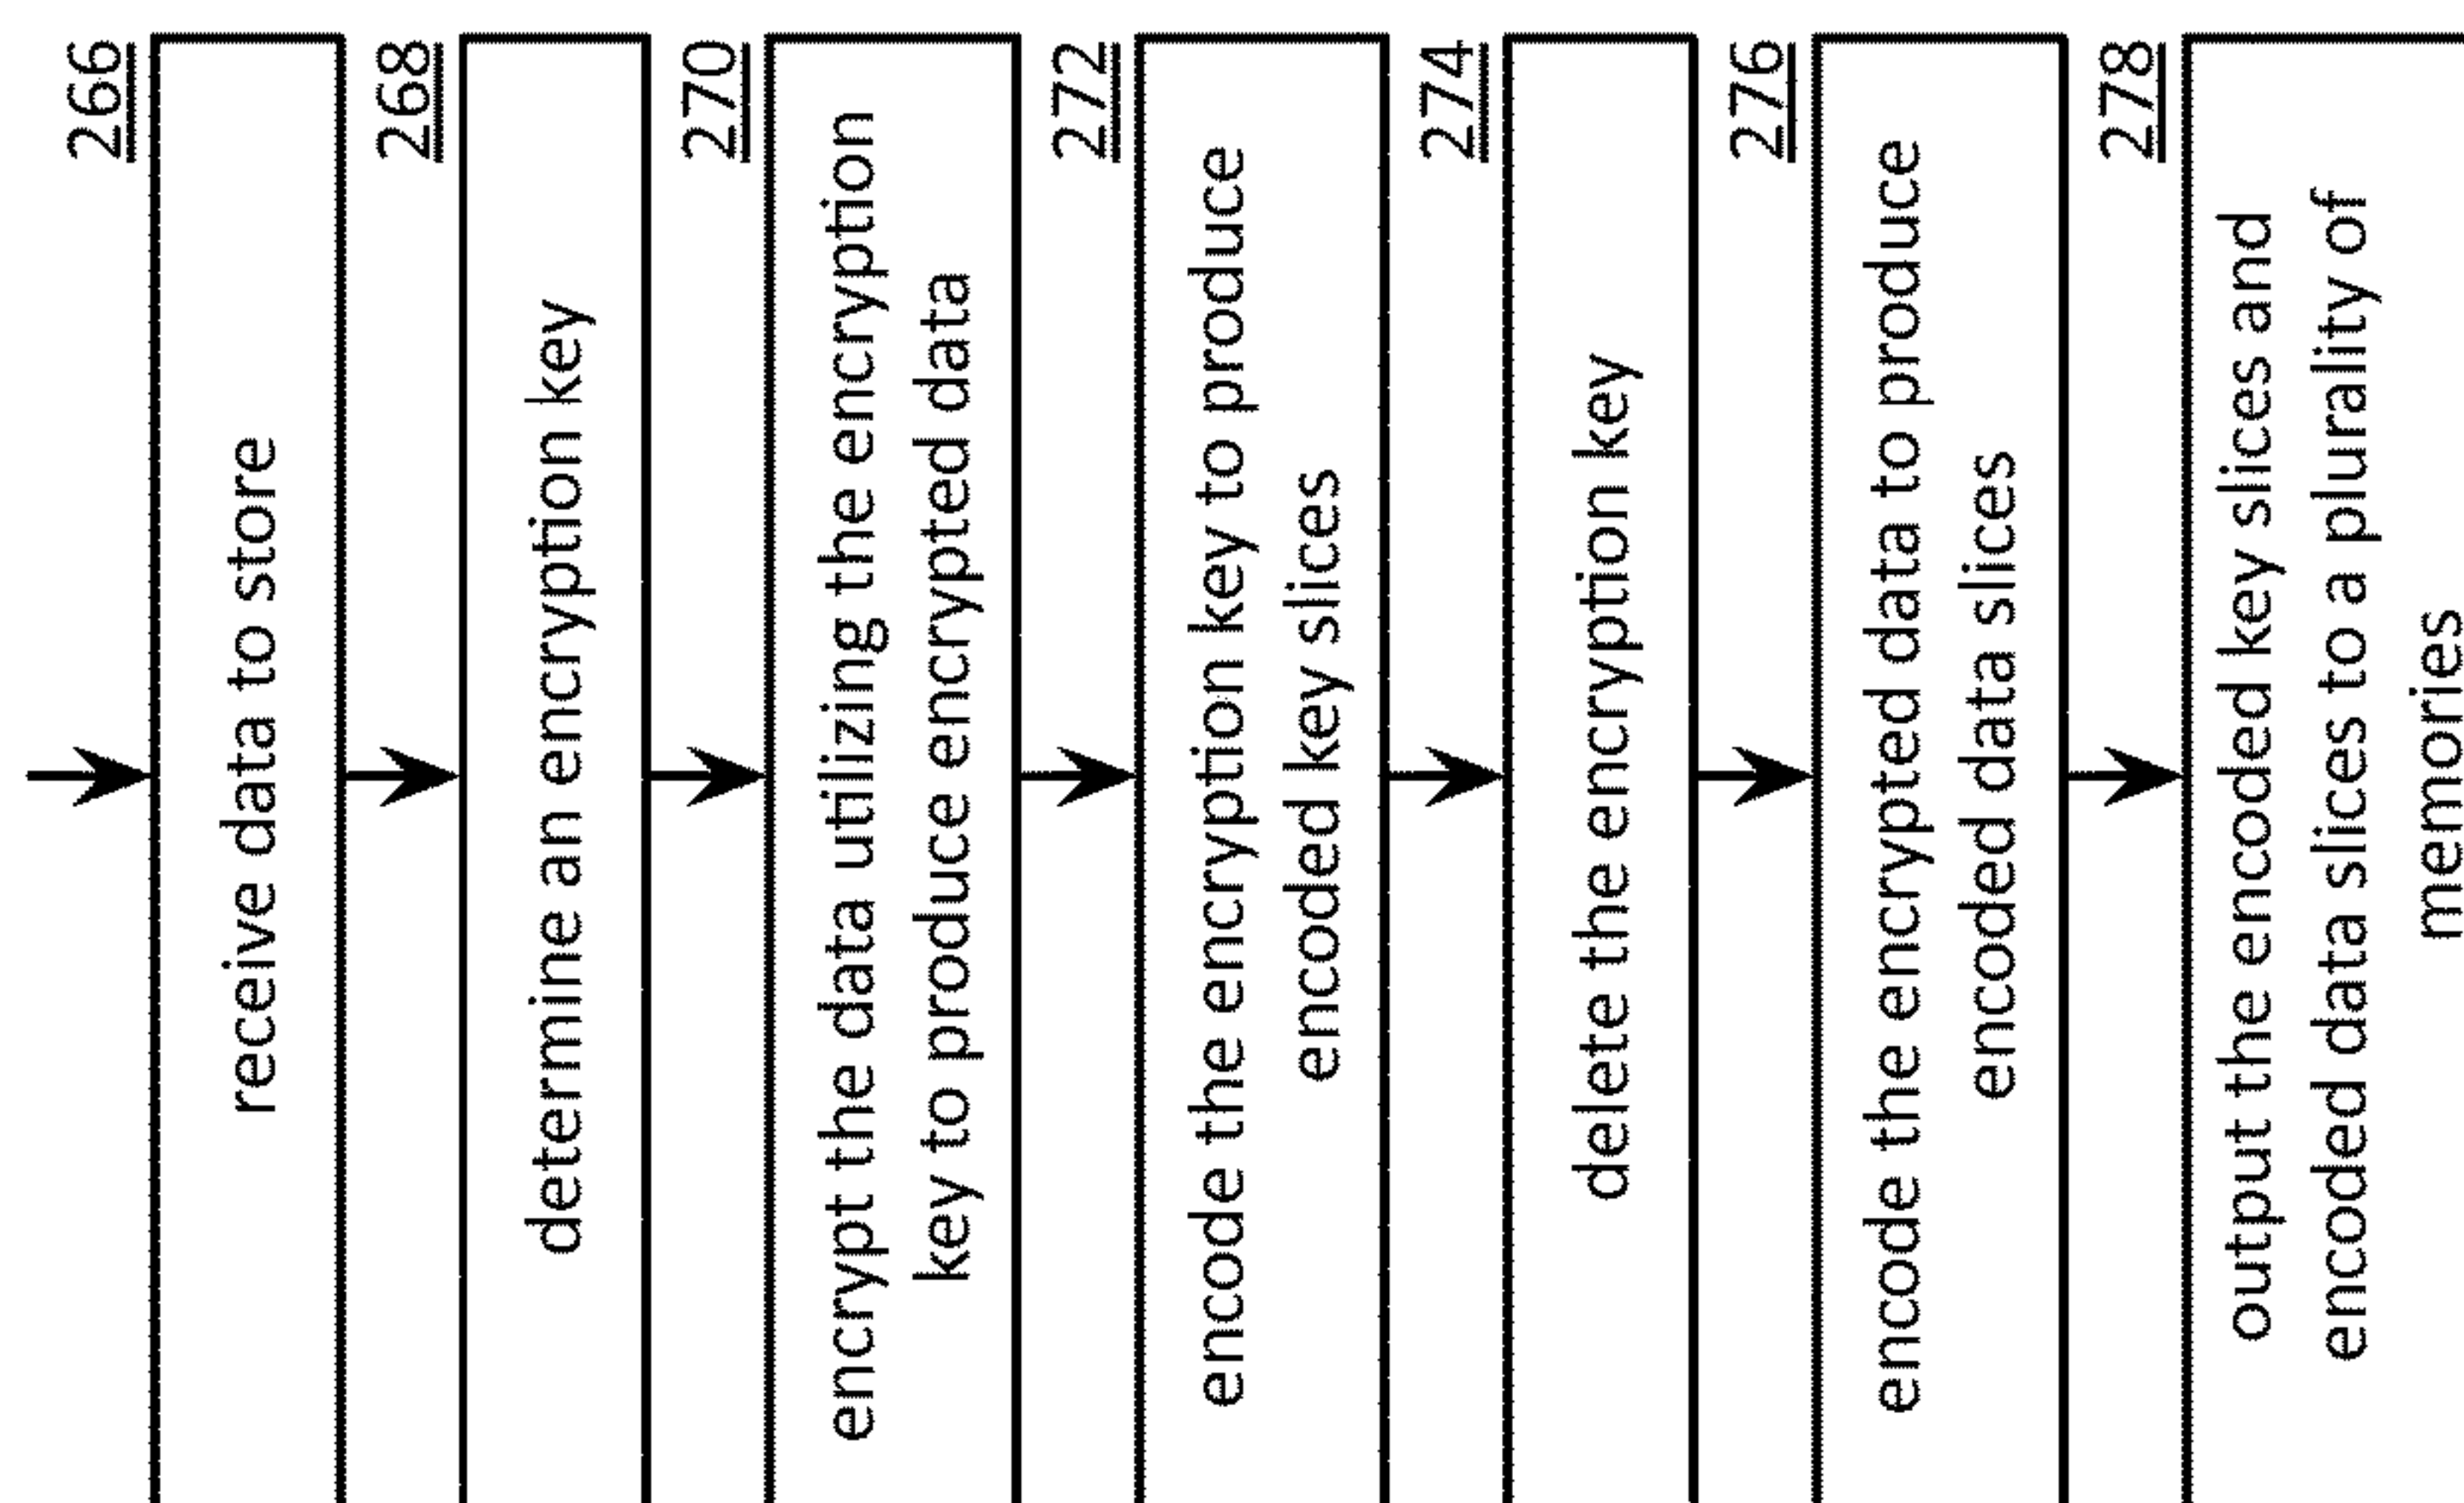 266
receive data to store
268
determine an encryption key
270
encrypt the data utilizing the encryption
key to produce encrypted data
272
encode the encryption key to produce
encoded key slices
274
delete the encryption key
276
encode the encrypted data to produce
encoded data slices
278
output the encoded key slices and
encoded data slices to a plurality of
memories